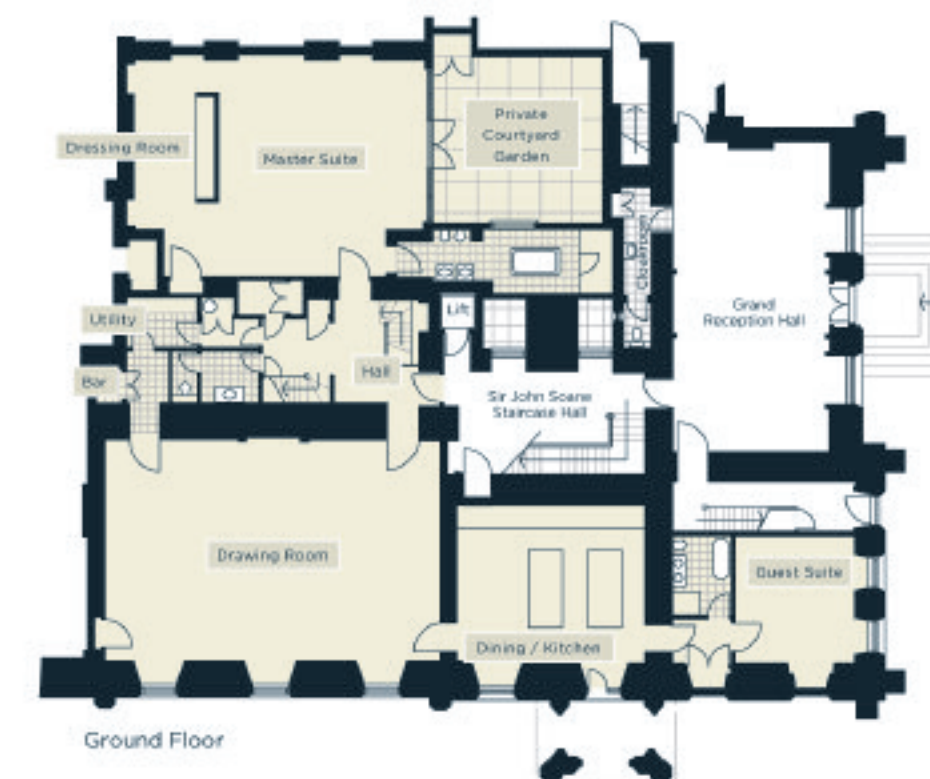 Private
Courtyard
Garden
Dressing Room
Master Suite
Cloakroom
Utility
Lift
Grand
Reception Hall
Bar
Hall
Sir John Soane
Staircase Hall
Drawing Room
Guest Suite
Dining / Kitchen
Ground Floor